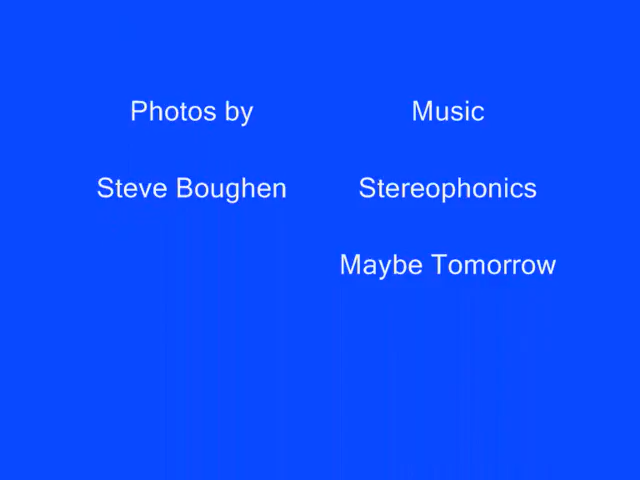 Photos by
Steve Boughen
Music
Stereophonics
Maybe Tomorrow